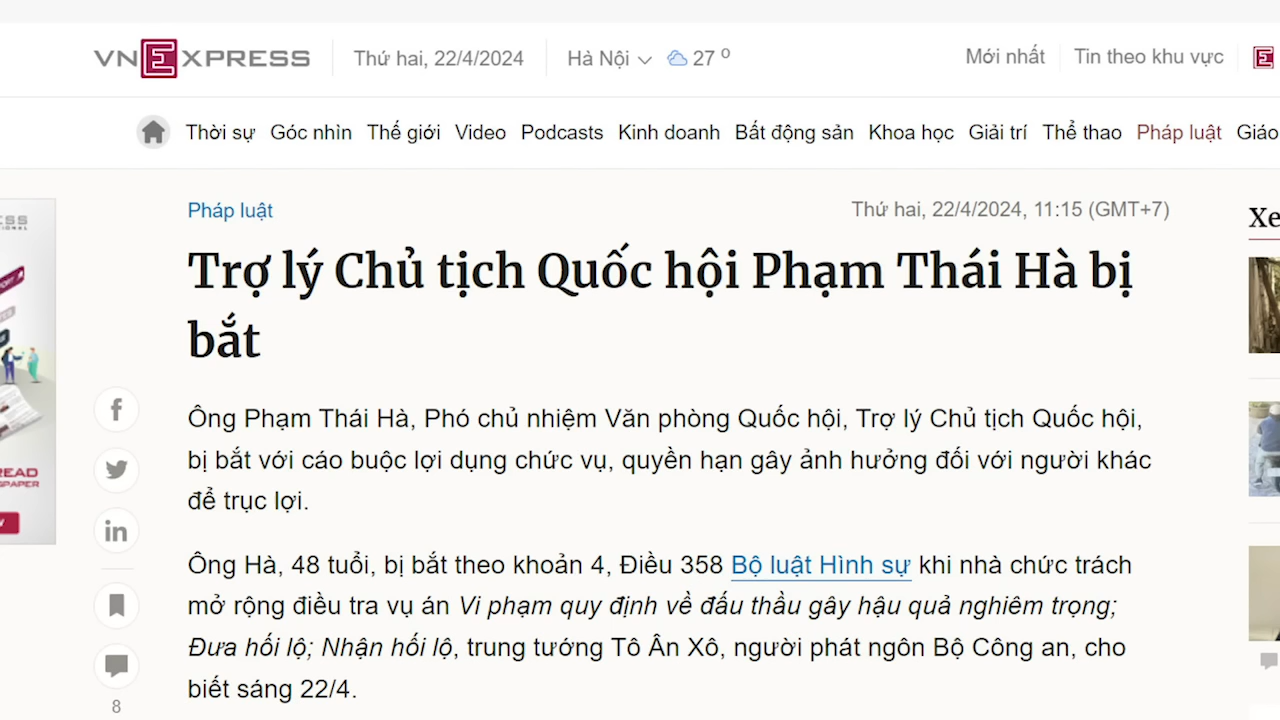 VNEXPRESS
Thứ hai, 22/4/2024
Hà Nội
27 º
Mới nhất
Tin theo khu vực
E
Thời sự Góc nhìn Thế giới Video Podcasts Kinh doanh Bất động sản Khoa học Giải trí Thể thao Pháp luật Giáo
Pháp luật
Thứ hai, 22/4/2024, 11:15 (GMT+7)
Trợ lý Chủ tịch Quốc hội Phạm Thái Hà bị
bắt
Ông Phạm Thái Hà, Phó chủ nhiệm Văn phòng Quốc hội, Trợ lý Chủ tịch Quốc hội,
bị bắt với cáo buộc lợi dụng chức vụ, quyền hạn gây ảnh hưởng đối với người khác
để trục lợi.
Ông Hà, 48 tuổi, bị bắt theo khoản 4, Điều 358 Bộ luật Hình sự khi nhà chức trách
mở rộng điều tra vụ án Vi phạm quy định về đấu thầu gây hậu quả nghiêm trọng;
Đưa hối lộ; Nhận hối lộ, trung tướng Tô Ân Xô, người phát ngôn Bộ Công an, cho
biết sáng 22/4.
8
Xe